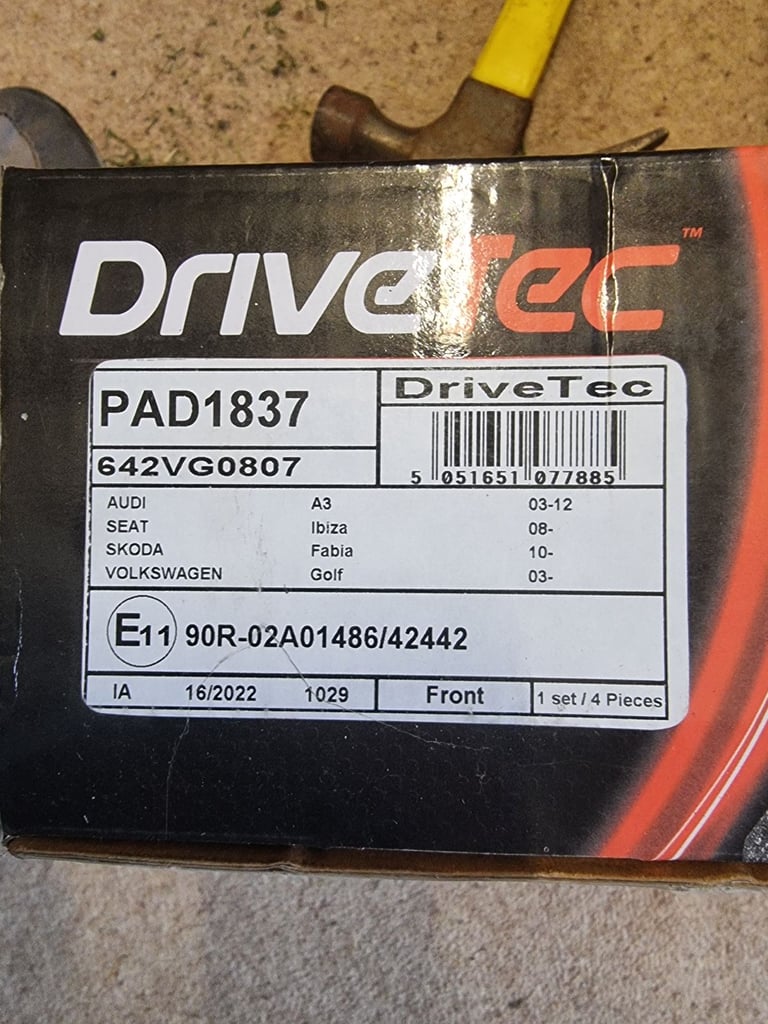 DriveTec™
PAD1837
DriveTec
642VG0807
5 051651 077885
AUDI A3 03-12
SEAT Ibiza 08-
SKODA Fabia 10-
VOLKSWAGEN Golf 03-
E11 90R-02A01486/42442
IA 16/2022 1029 Front 1 set / 4 Pieces